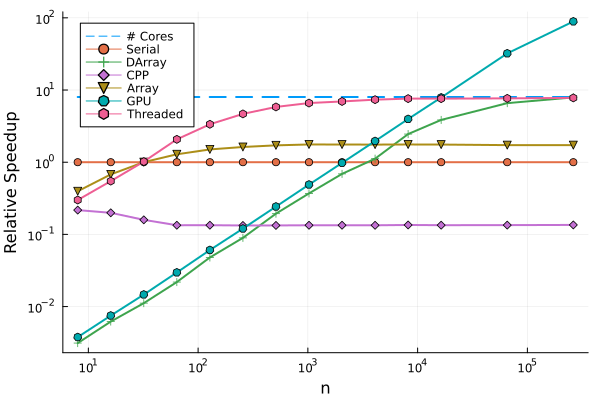 10²
# Cores
Serial
DArray
CPP
Array
GPU
Threaded
10¹
10⁰
10⁻¹
10⁻²
Relative Speedup
10¹ 10² 10³ 10⁴ 10⁵
n